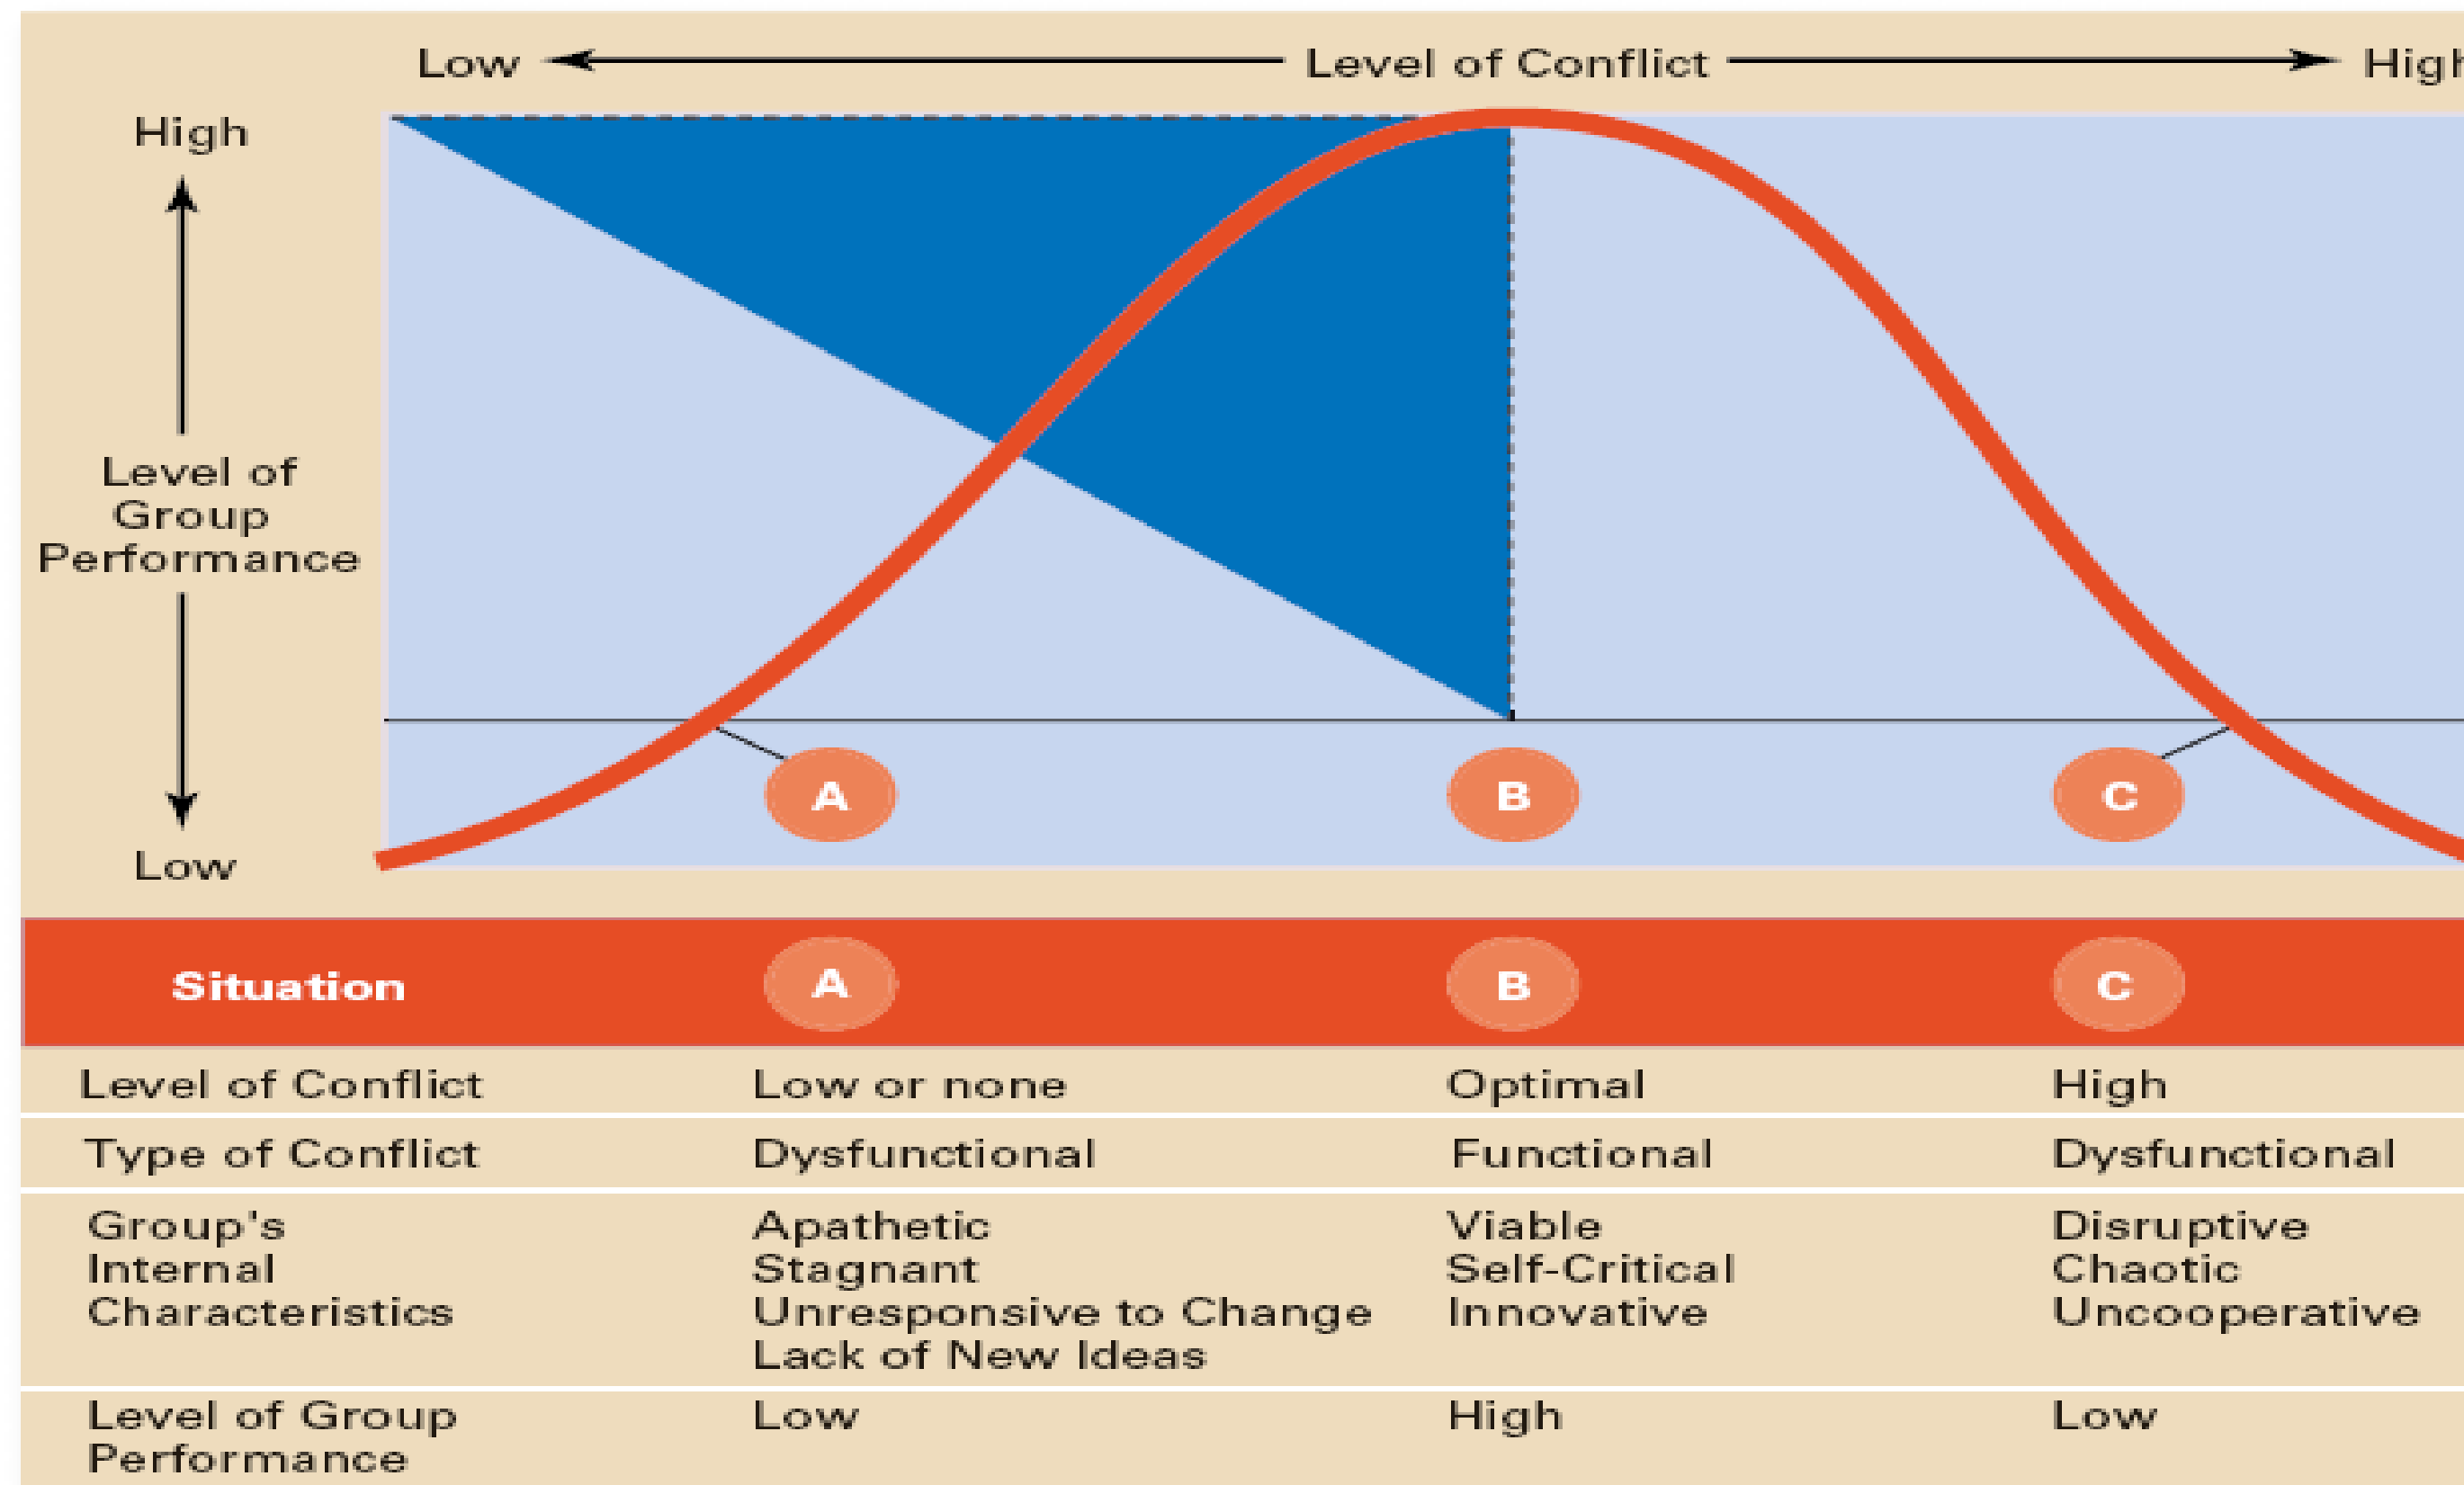 Low Level of Conflict High
High
Level of
Group
Performance
Low
A B C
Situation A B C
Level of Conflict Low or none Optimal High
Type of Conflict Dysfunctional Functional Dysfunctional
Group's Apathetic Viable Disruptive
Internal Stagnant Self-Critical Chaotic
Characteristics Unresponsive to Change Innovative Uncooperative
Lack of New Ideas
Level of Group Low High Low
Performance